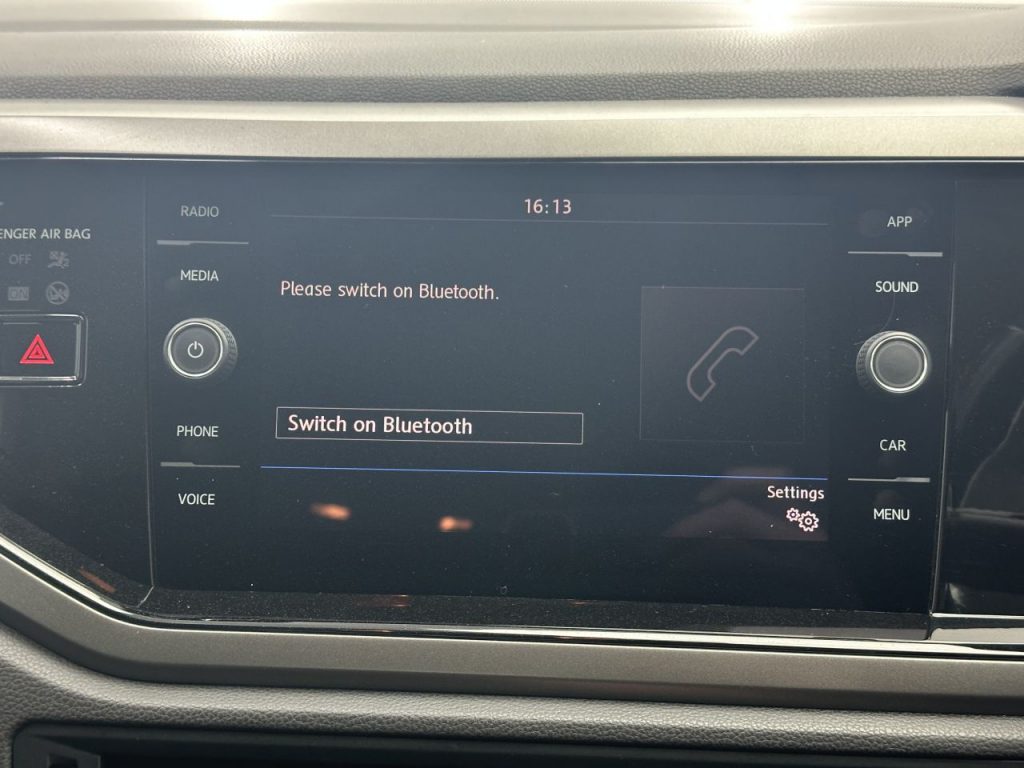 16:13
RADIO
MEDIA
PHONE
VOICE
ENGER AIR BAG
OFF
ON
Please switch on Bluetooth.
Switch on Bluetooth
Settings
APP
SOUND
CAR
MENU